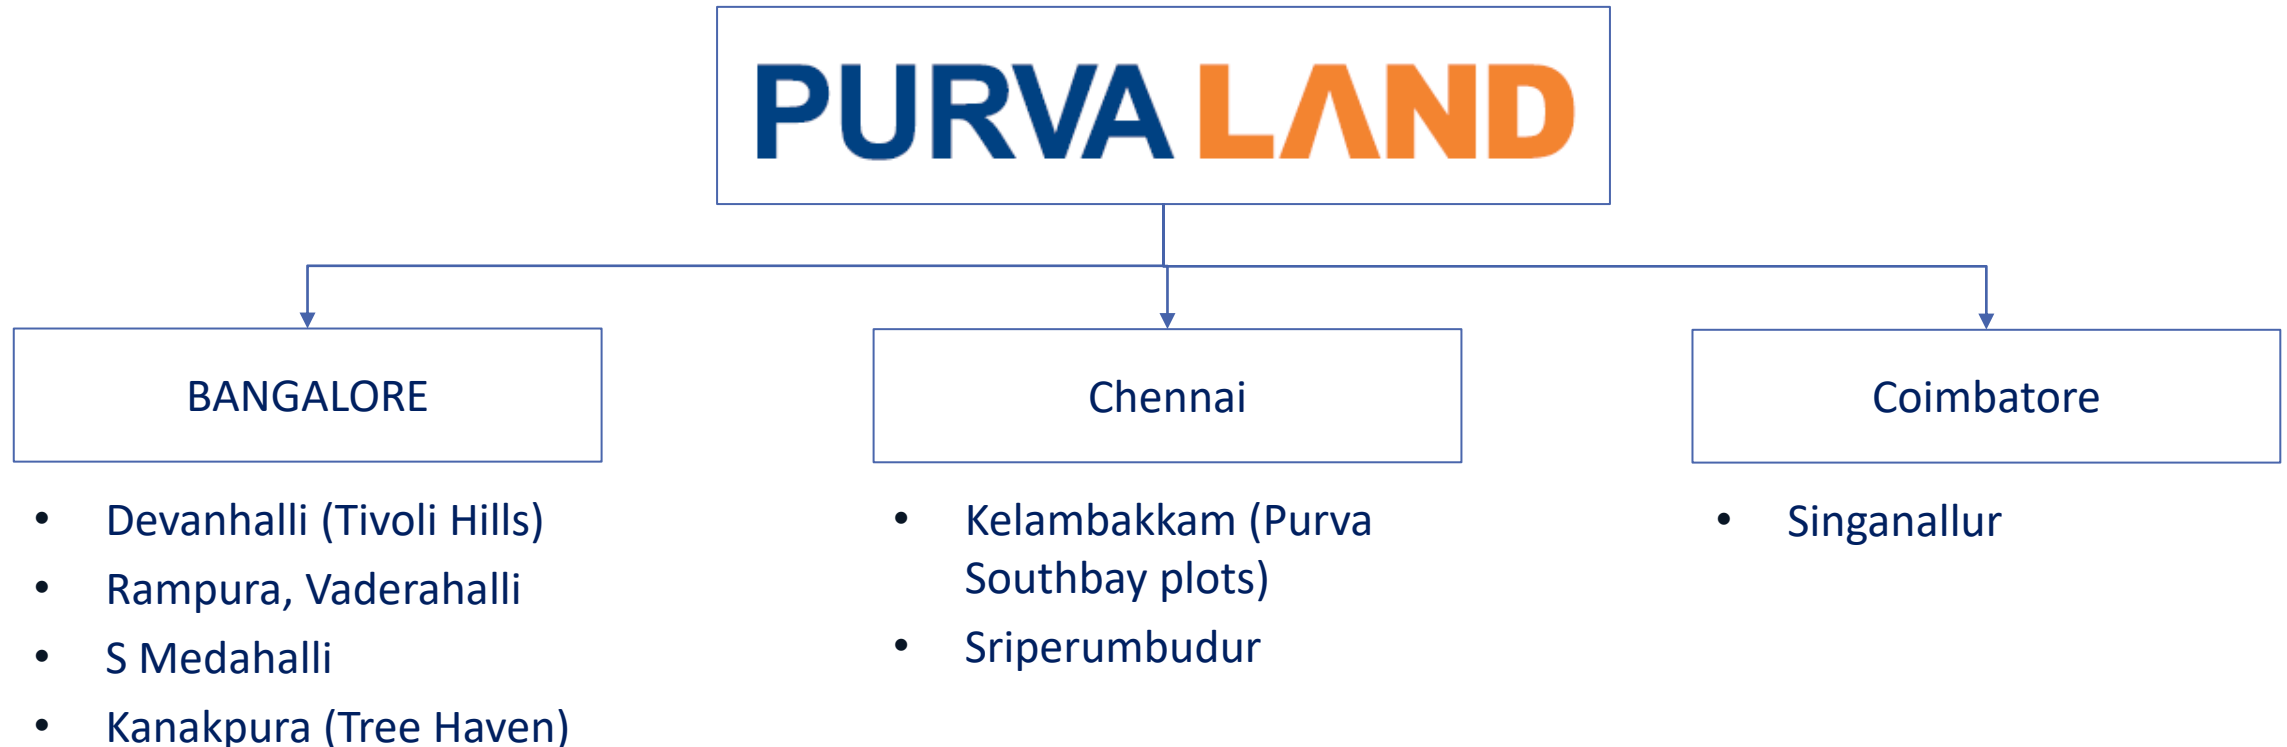 PURVA LAND
BANGALORE
• Devanhalli (Tivoli Hills)
• Rampura, Vaderahalli
• S Medahalli
• Kanakpura (Tree Haven)
Chennai
• Kelambakkam (Purva
Southbay plots)
• Sriperumbudur
Coimbatore
• Singanallur